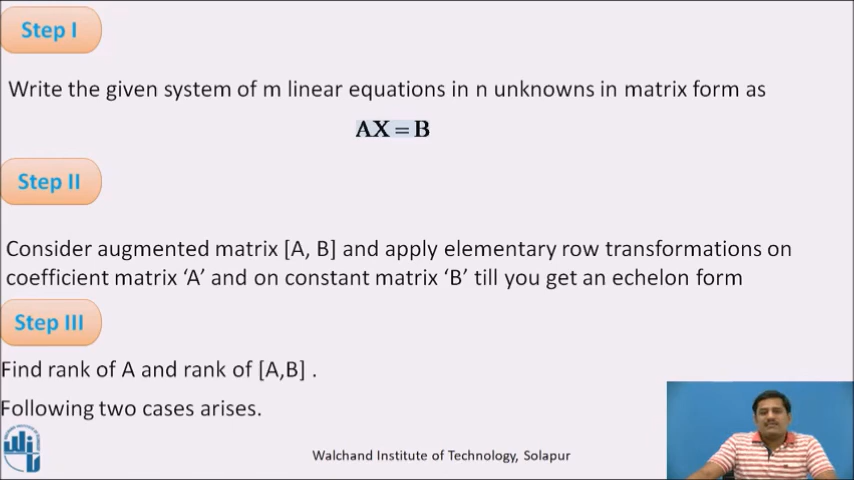 Step I
Write the given system of m linear equations in n unknowns in matrix form as
AX = B
Step II
Consider augmented matrix [A, B] and apply elementary row transformations on
coefficient matrix ‘A’ and on constant matrix ‘B’ till you get an echelon form
Step III
Find rank of A and rank of [A,B] .
Following two cases arises.
Walchand Institute of Technology, Solapur